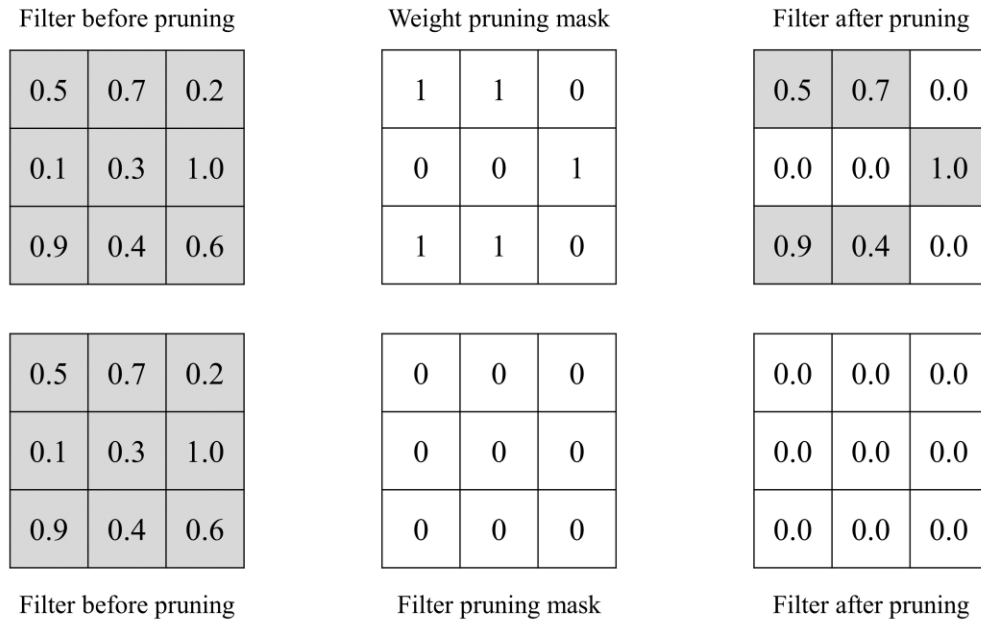 Filter before pruning Weight pruning mask Filter after pruning
0.5 0.7 0.2 1 1 0 0.5 0.7 0.0
0.1 0.3 1.0 0 0 1 0.0 0.0 1.0
0.9 0.4 0.6 1 1 0 0.9 0.4 0.0
0.5 0.7 0.2 0 0 0 0.0 0.0 0.0
0.1 0.3 1.0 0 0 0 0.0 0.0 0.0
0.9 0.4 0.6 0 0 0 0.0 0.0 0.0
Filter before pruning Filter pruning mask Filter after pruning